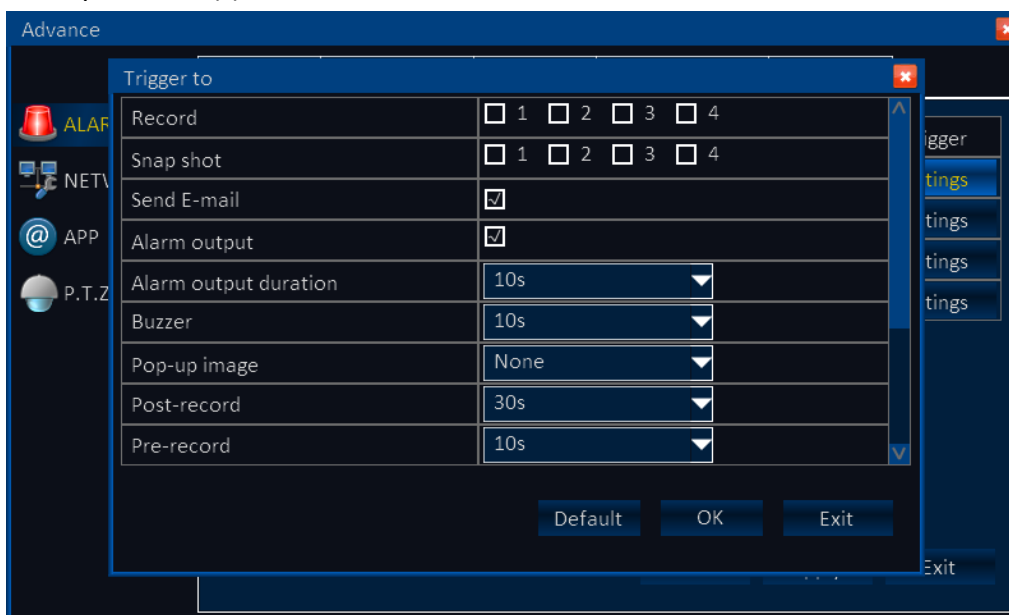 Advance
Trigger to
ALAR
Record 1 2 3 4
igger
Snap shot 1 2 3 4
NET
tings
Send E-mail
APP
Alarm output
tings
Alarm output duration 10s
tings
P.T.Z
Buzzer 10s
tings
Pop-up image None
Post-record 30s
Pre-record 10s
Default OK Exit
Exit